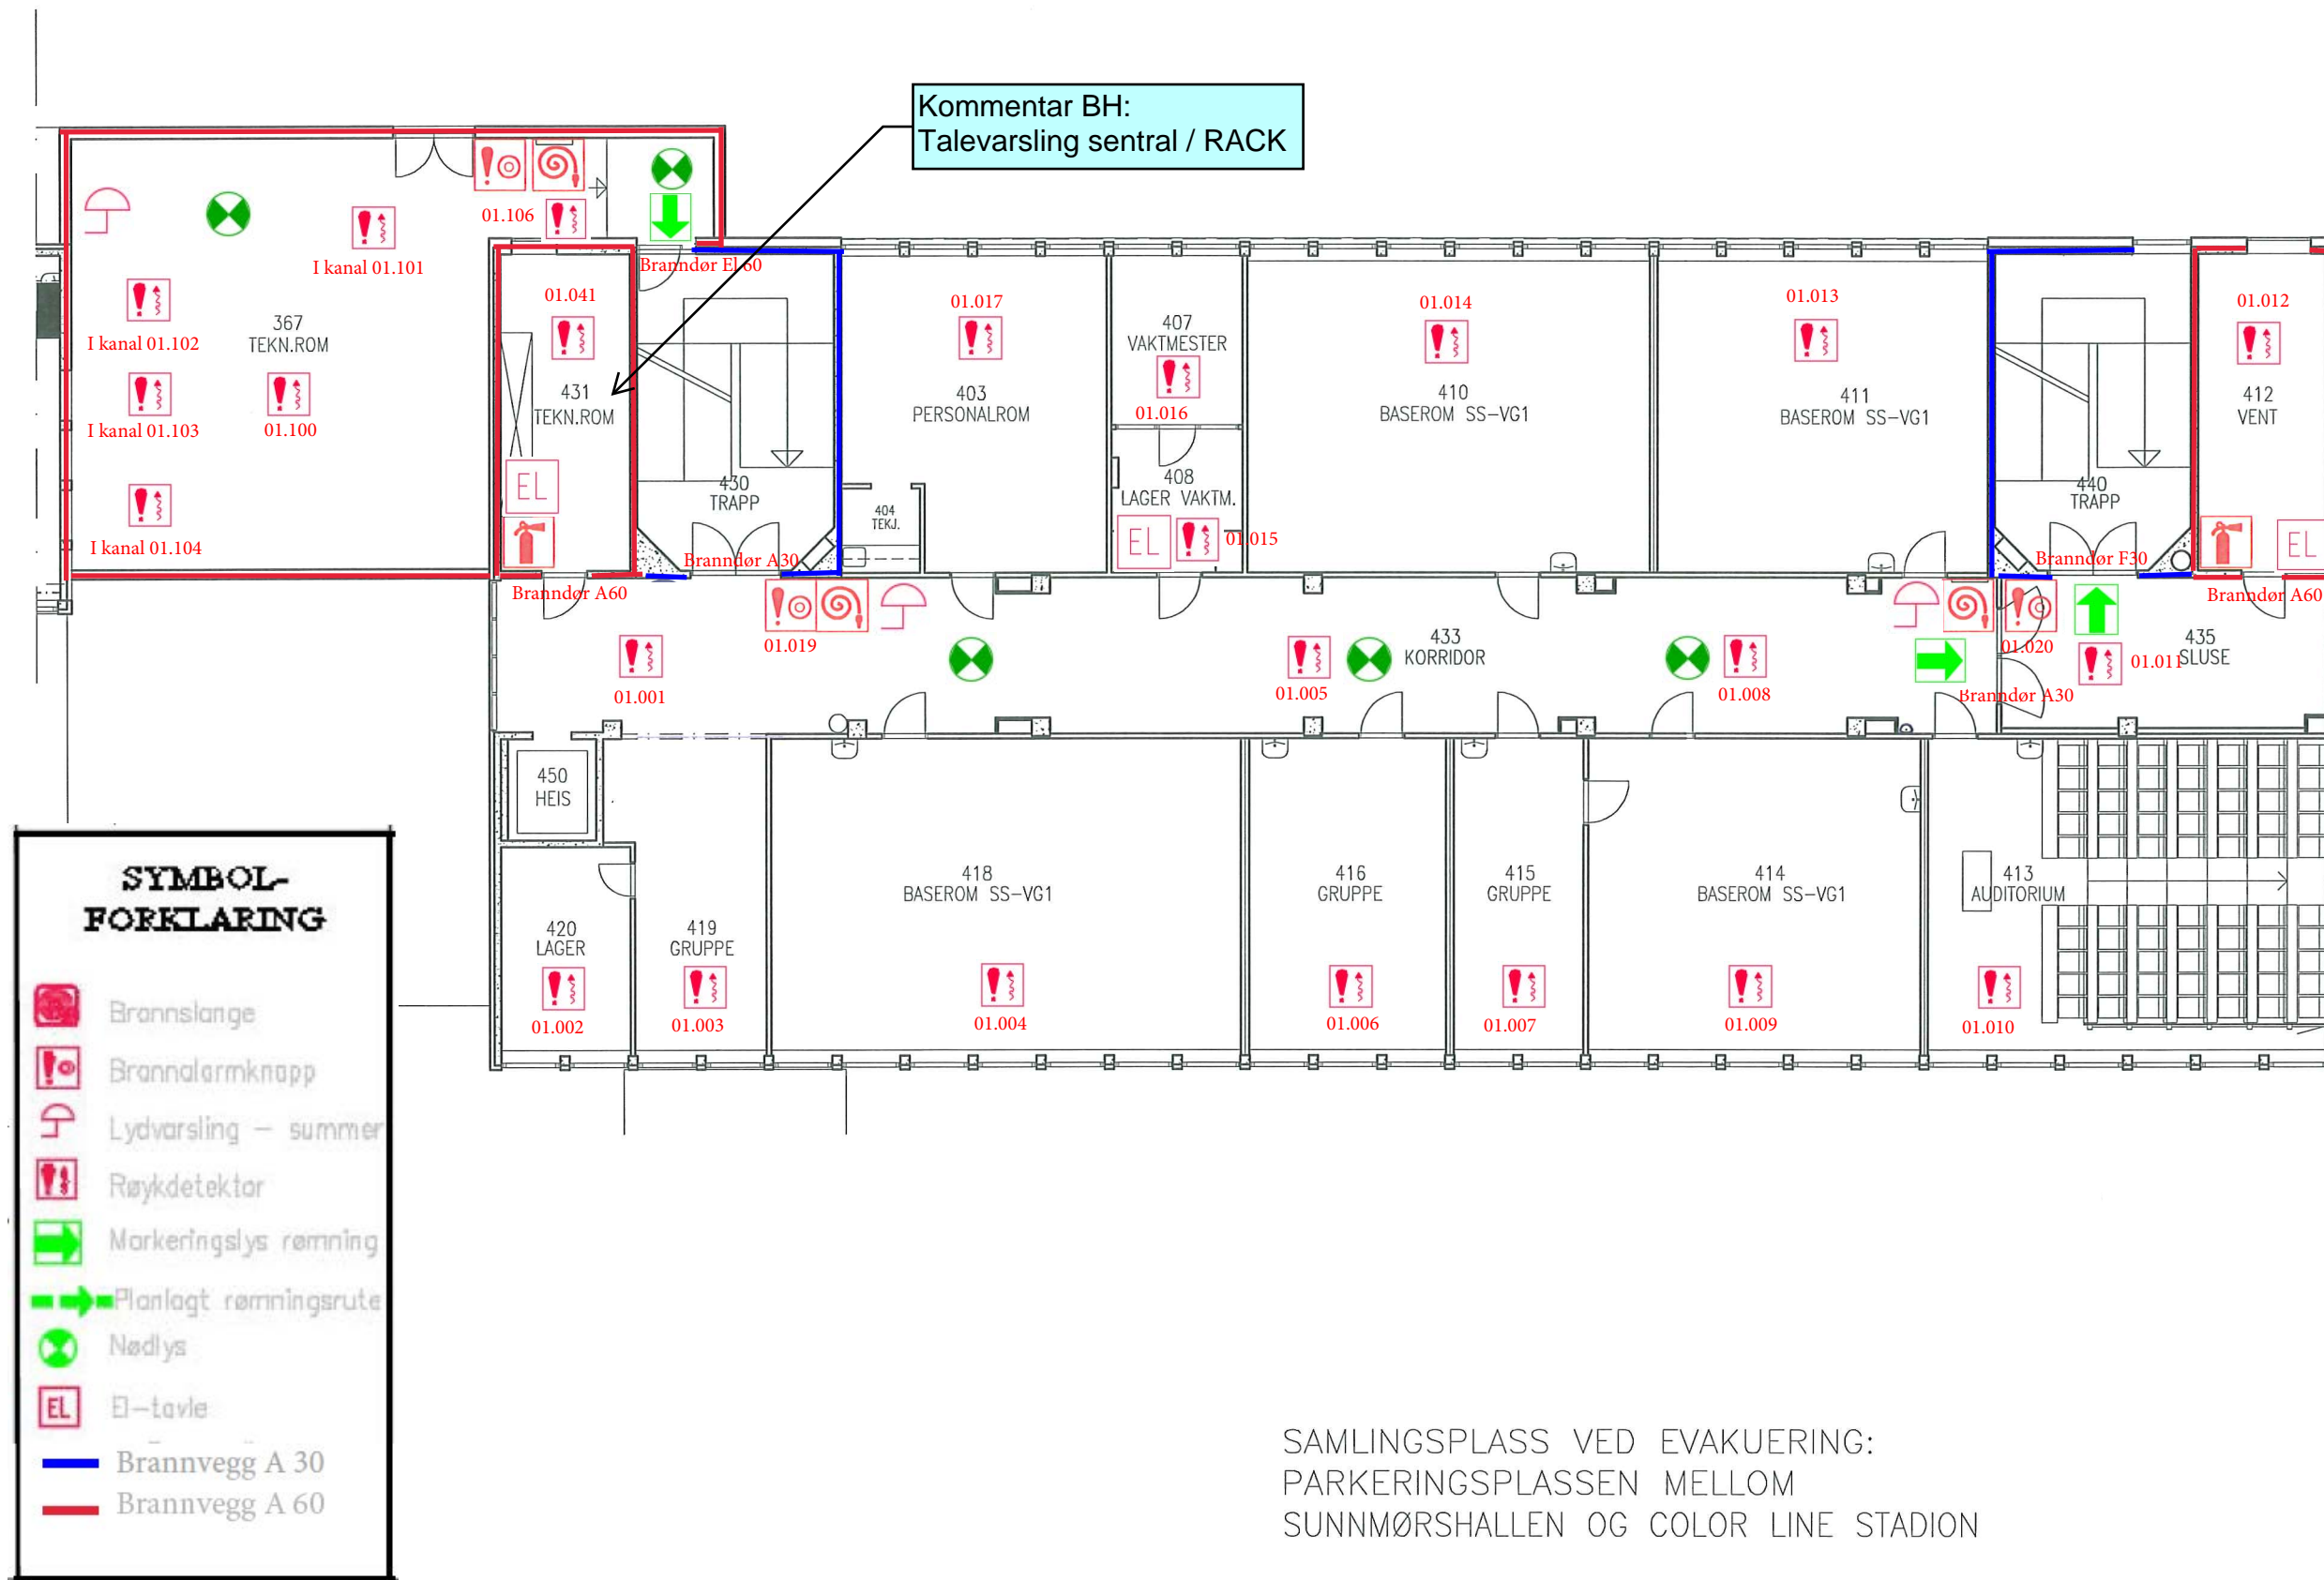 Kommentar BH:
Talevarsling sentral / RACK
01.106
I kanal 01.101
I kanal 01.102
367
TEKN.ROM
I kanal 01.103
01.100
I kanal 01.104
Branndør EI 60
01.041
431
TEKN.ROM
EL
Branndør A60
430
TRAPP
Branndør A30
01.017
403
PERSONALROM
404
TEKJ.
407
VAKTMESTER
01.016
408
LAGER VAKTM.
EL
01.015
01.014
410
BASEROM SS-VG1
01.013
411
BASEROM SS-VG1
440
TRAPP
Branndør F30
01.012
412
VENT
EL
Branndør A60
01.019
01.001
01.005
433
KORRIDOR
01.008
01.020
01.011
435
SLUSE
Branndør A30
450
HEIS
420
LAGER
01.002
419
GRUPPE
01.003
418
BASEROM SS-VG1
01.004
416
GRUPPE
01.006
415
GRUPPE
01.007
414
BASEROM SS-VG1
01.009
413
AUDITORIUM
01.010
SYMBOL-
FORKLARING
Brannslange
Brannalarmknapp
Lydvarsling – summer
Røykdetektor
Markeringslys rømning
Planlagt rømningsrute
Nødlys
EL El-tavle
Brannvegg A 30
Brannvegg A 60
SAMLINGSPLASS VED EVAKUERING:
PARKERINGSPLASSEN MELLOM
SUNNMØRSHALLEN OG COLOR LINE STADION